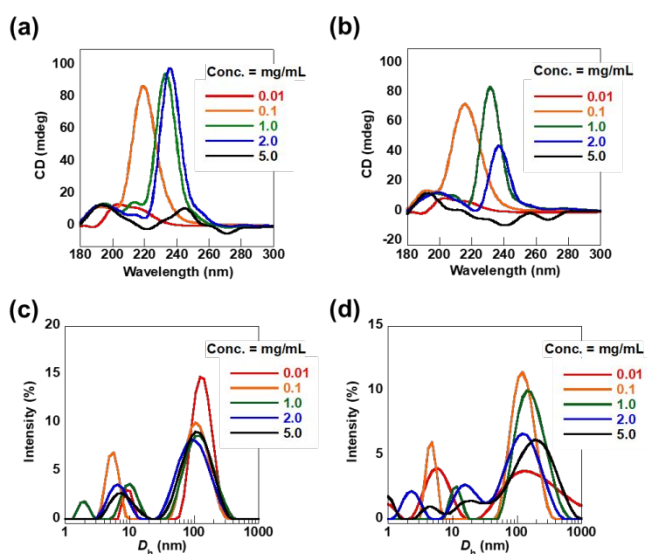 (a)
CD (mdeg)
100
80
60
40
20
0
180 200 220 240 260 280 300
Wavelength (nm)
Conc. = mg/mL
0.01
0.1
1.0
2.0
5.0
(b)
CD (mdeg)
100
80
60
40
20
0
-20
180 200 220 240 260 280 300
Wavelength (nm)
Conc. = mg/mL
0.01
0.1
1.0
2.0
5.0
(c)
Intensity (%)
20
15
10
5
0
1 10 100 1000
Dh (nm)
Conc. = mg/mL
0.01
0.1
1.0
2.0
5.0
(d)
Intensity (%)
15
10
5
0
1 10 100 1000
Dh (nm)
Conc. = mg/mL
0.01
0.1
1.0
2.0
5.0